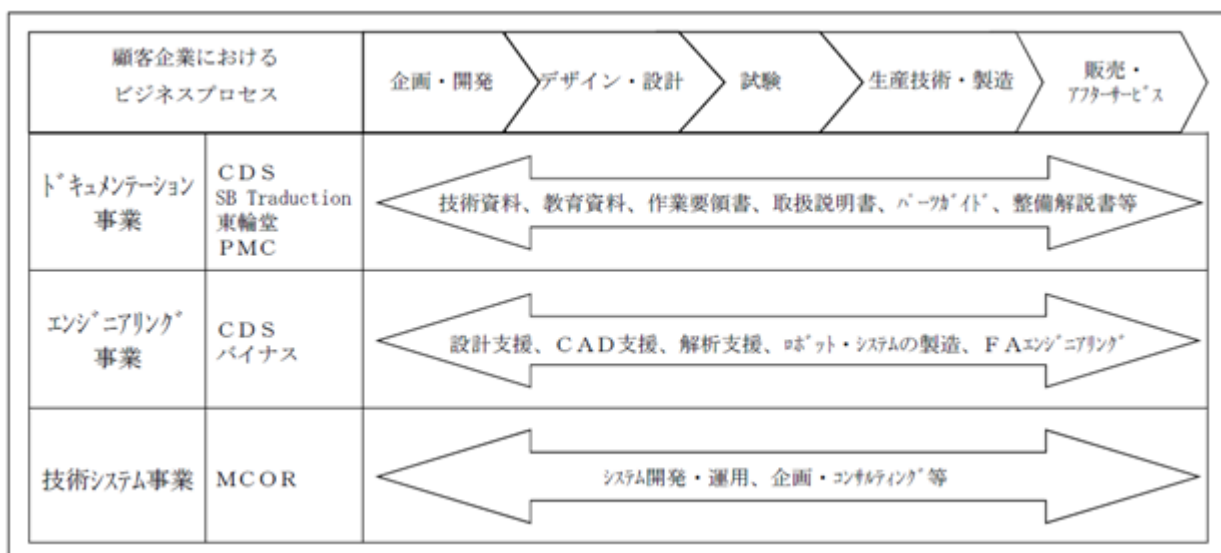 顧客企業における
ビジネスプロセス
企画・開発
デザイン・設計
試験
生産技術・製造
販売・
ｱﾌﾀｰｻｰﾋﾞｽ
ﾄﾞｷｭﾒﾝﾃｰｼｮﾝ
事業
ＣＤＳ
SB Traduction
東輪堂
ＰＭＣ
技術資料、教育資料、作業要領書、取扱説明書、ﾊﾟｰﾂｶﾞｲﾄﾞ、整備解説書等
ｴﾝｼﾞﾆｱﾘﾝｸﾞ
事業
ＣＤＳ
バイナス
設計支援、ＣＡＤ支援、解析支援、ﾛﾎﾞｯﾄ・ｼｽﾃﾑの製造、ＦＡｴﾝｼﾞﾆｱﾘﾝｸﾞ
技術ｼｽﾃﾑ事業
ＭＣＯＲ
ｼｽﾃﾑ開発・運用、企画・ｺﾝｻﾙﾃｨﾝｸﾞ等